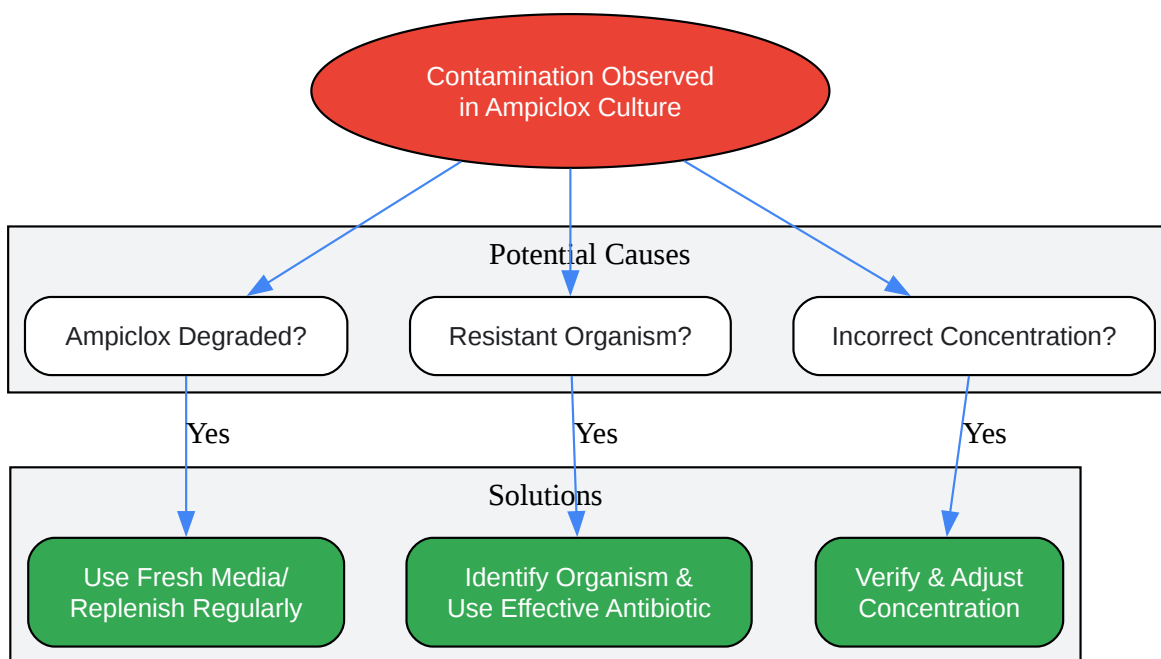 Contamination Observed
in Ampiclox Culture
Potential Causes
Ampiclox Degraded?
Resistant Organism?
Incorrect Concentration?
Yes
Yes
Yes
Solutions
Use Fresh Media/
Replenish Regularly
Identify Organism &
Use Effective Antibiotic
Verify & Adjust
Concentration